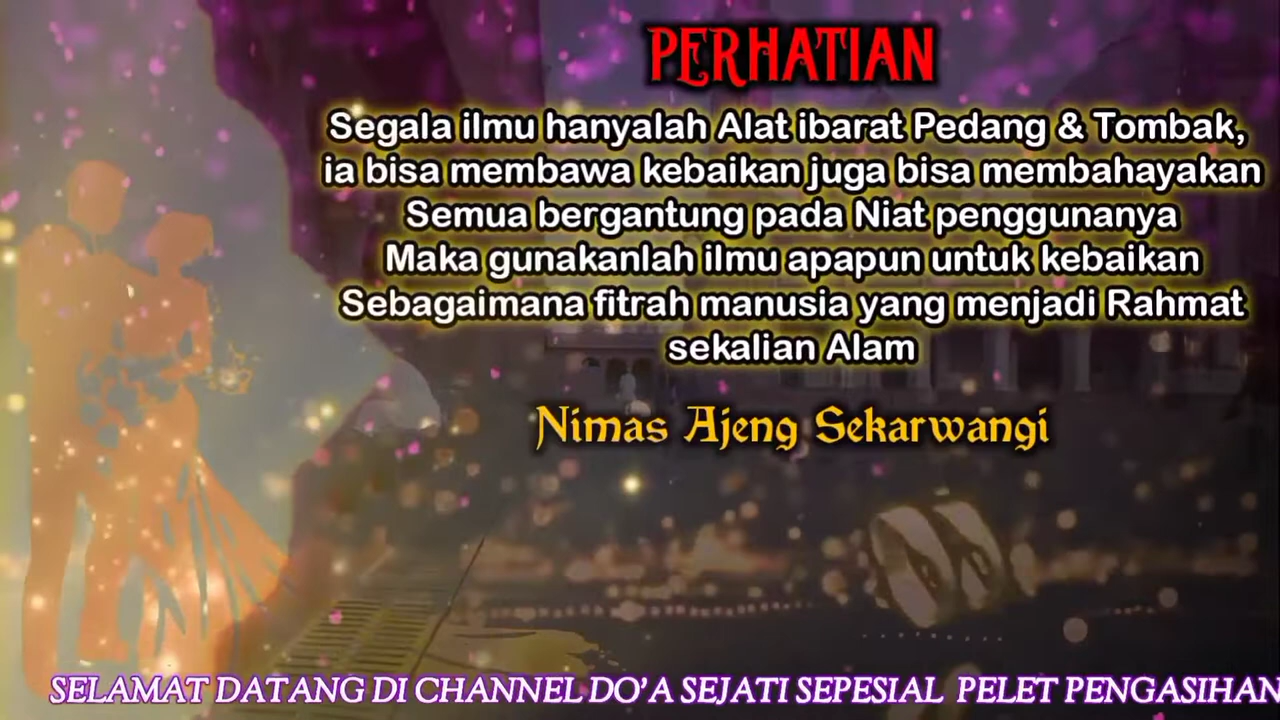 PERHATIAN
Segala ilmu hanyalah Alat ibarat Pedang & Tombak,
ia bisa membawa kebaikan juga bisa membahayakan
Semua bergantung pada Niat penggunanya
Maka gunakanlah ilmu apapun untuk kebaikan
Sebagaimana fitrah manusia yang menjadi Rahmat
sekalian Alam
Nimas Ajeng Sekarwangi
SELAMAT DATANG DI CHANNEL DO'A SEJATI SEPESIAL PELET PENGASIHAN